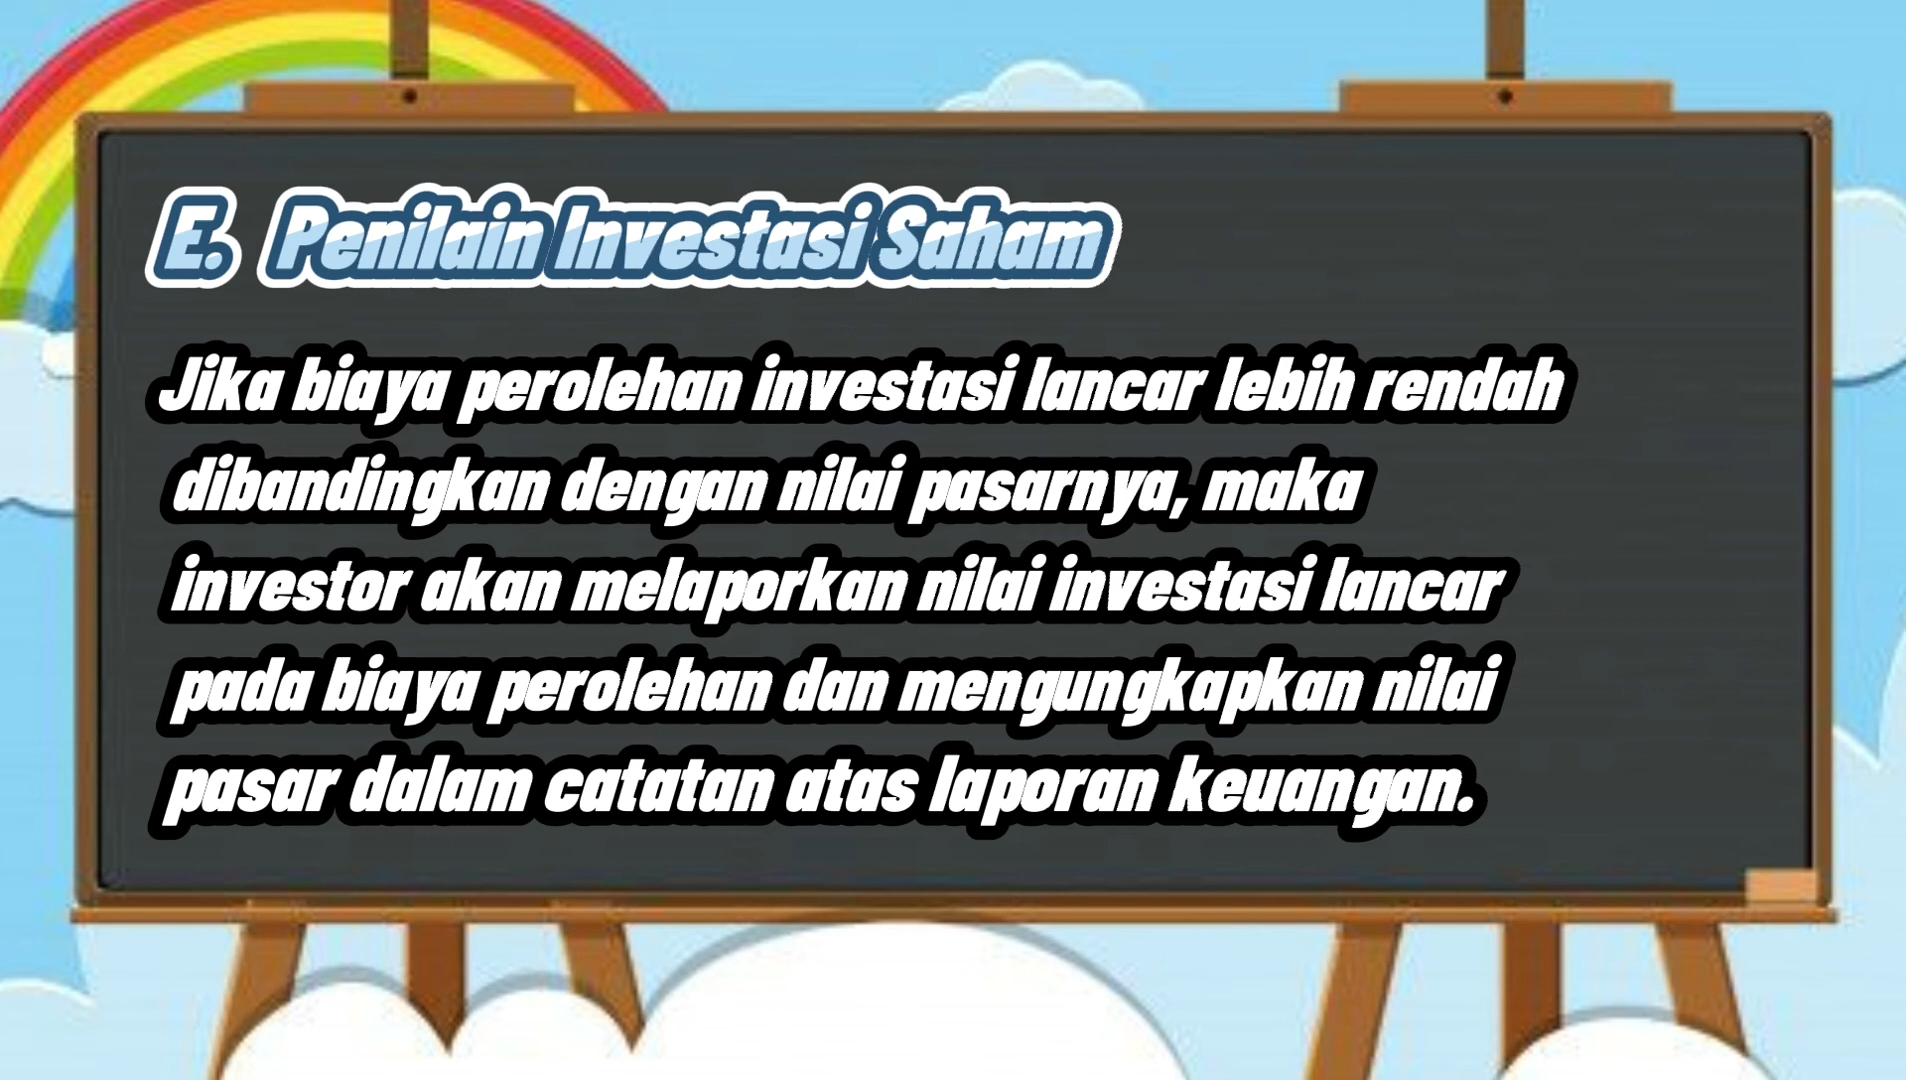 E. Penilain Investasi Saham
Jika biaya perolehan investasi lancar lebih rendah
dibandingkan dengan nilai pasarnya, maka
investor akan melaporkan nilai investasi lancar
pada biaya perolehan dan mengungkapkan nilai
pasar dalam catatan atas laporan keuangan.